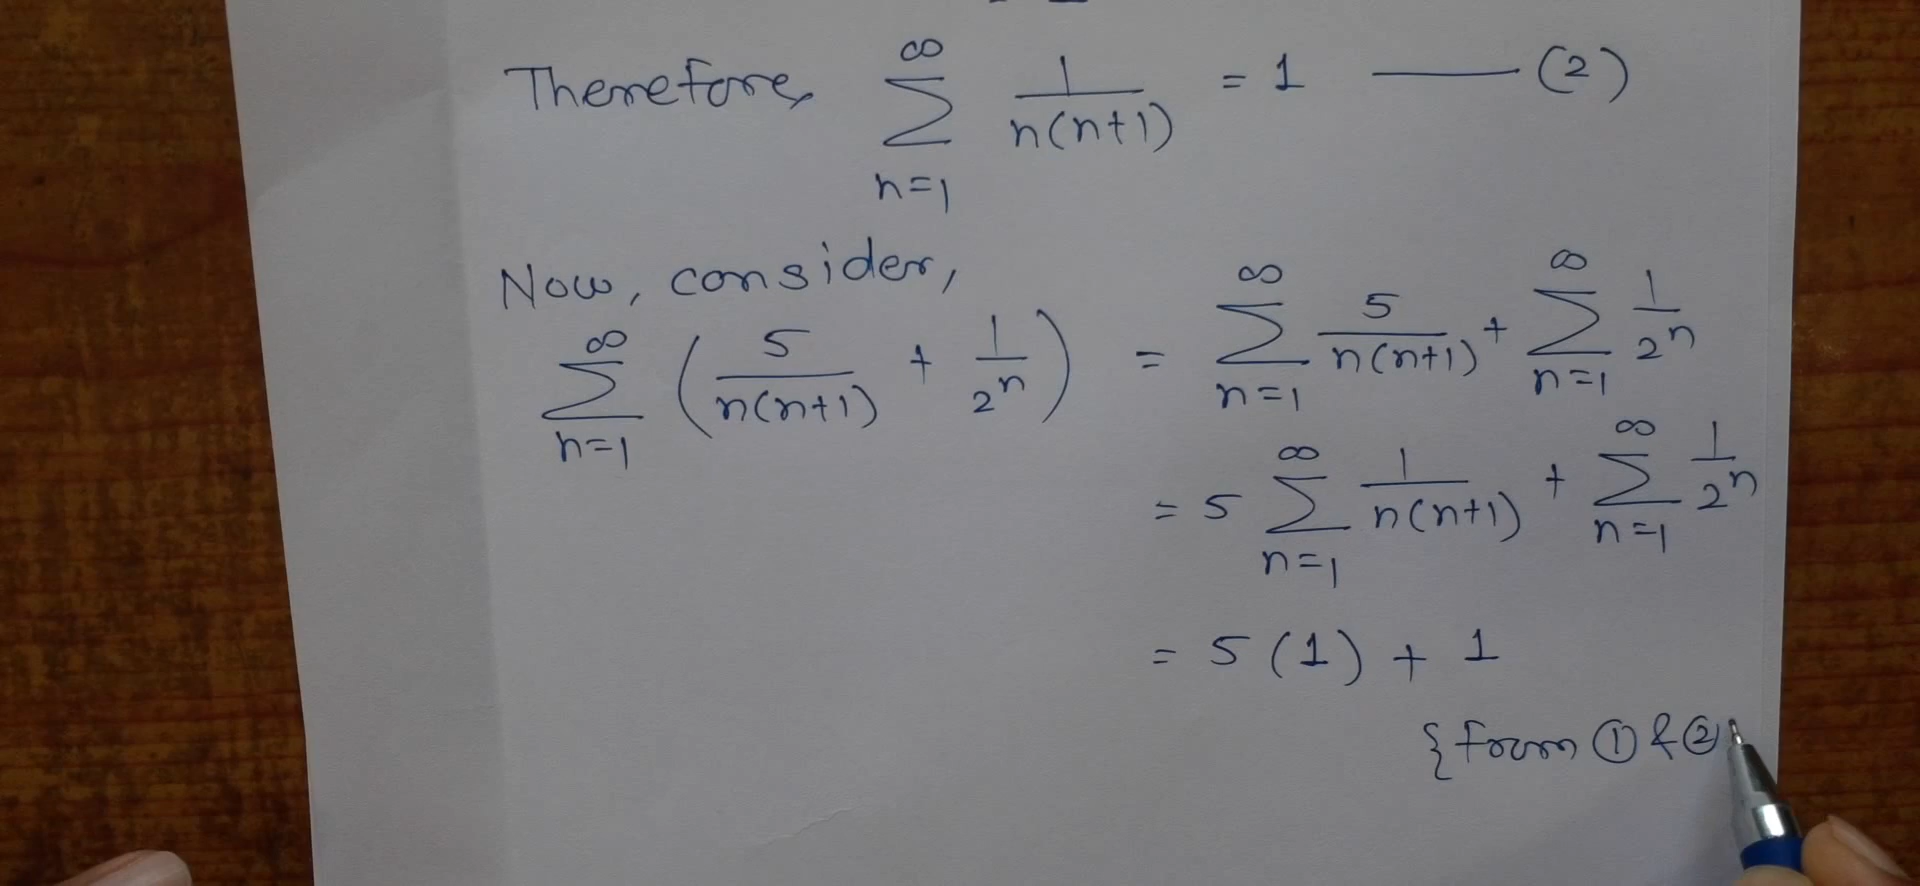 Therefore, ∑_{n=1}^{∞} 1/n(n+1) = 1 —— (2)
Now, consider,
∑_{n=1}^{∞} (5/n(n+1) + 1/2^n) = ∑_{n=1}^{∞} 5/n(n+1) + ∑_{n=1}^{∞} 1/2^n
= 5 ∑_{n=1}^{∞} 1/n(n+1) + ∑_{n=1}^{∞} 1/2^n
= 5(1) + 1
{from ① & ②